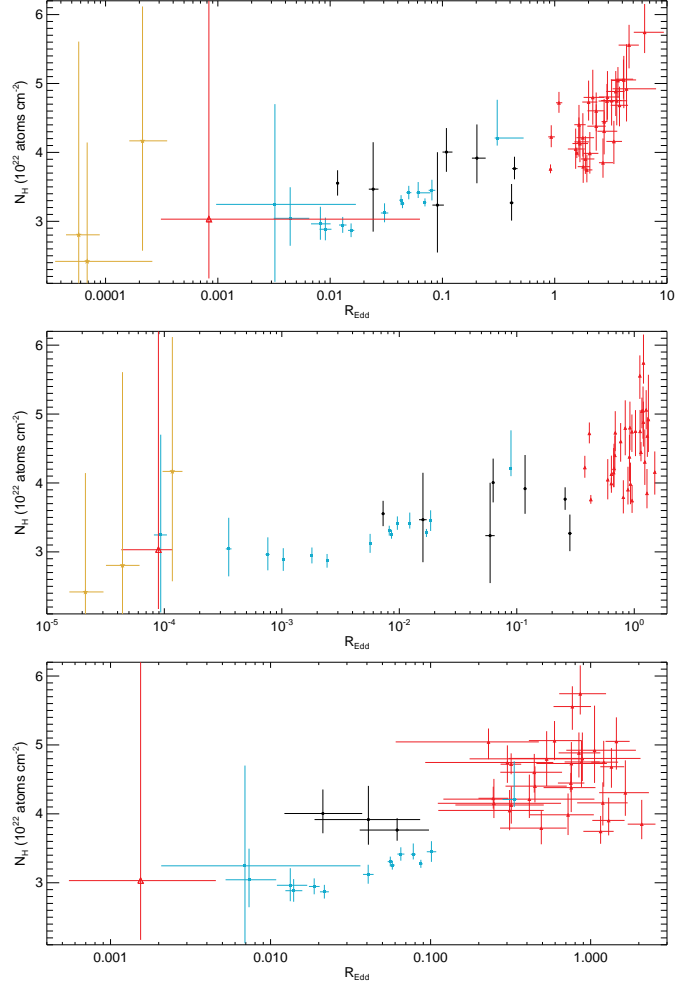 6
5
4
3
N_H (10^22 atoms cm^-2)
0.0001 0.001 0.01 0.1 1 10
R_Edd
6
5
4
3
N_H (10^22 atoms cm^-2)
10^-5 10^-4 10^-3 10^-2 10^-1 10^0
R_Edd
6
5
4
3
N_H (10^22 atoms cm^-2)
0.001 0.010 0.100 1.000
R_Edd